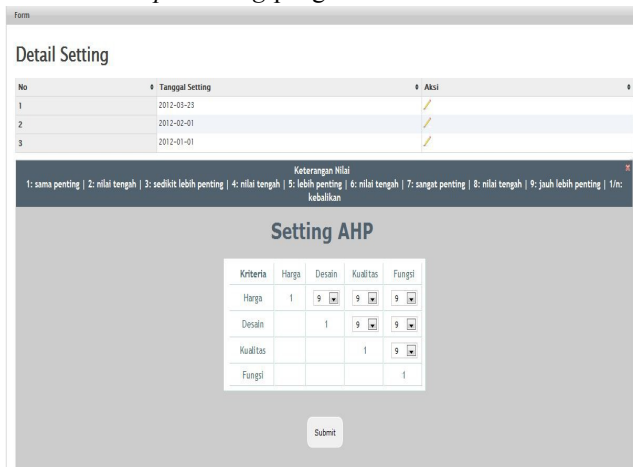 Form
Detail Setting
No Tanggal Setting Aksi
1 2012-03-23
2 2012-02-01
3 2012-01-01
Keterangan Nilai
1: sama penting | 2: nilai tengah | 3: sedikit lebih penting | 4: nilai tengah | 5: lebih penting | 6: nilai tengah | 7: sangat penting | 8: nilai tengah | 9: jauh lebih penting | 1/n:
kebalikan
Setting AHP
Kriteria Harga Desain Kualitas Fungsi
Harga 1 9 9 9
Desain 1 9 9
Kualitas 1 9
Fungsi 1
Submit